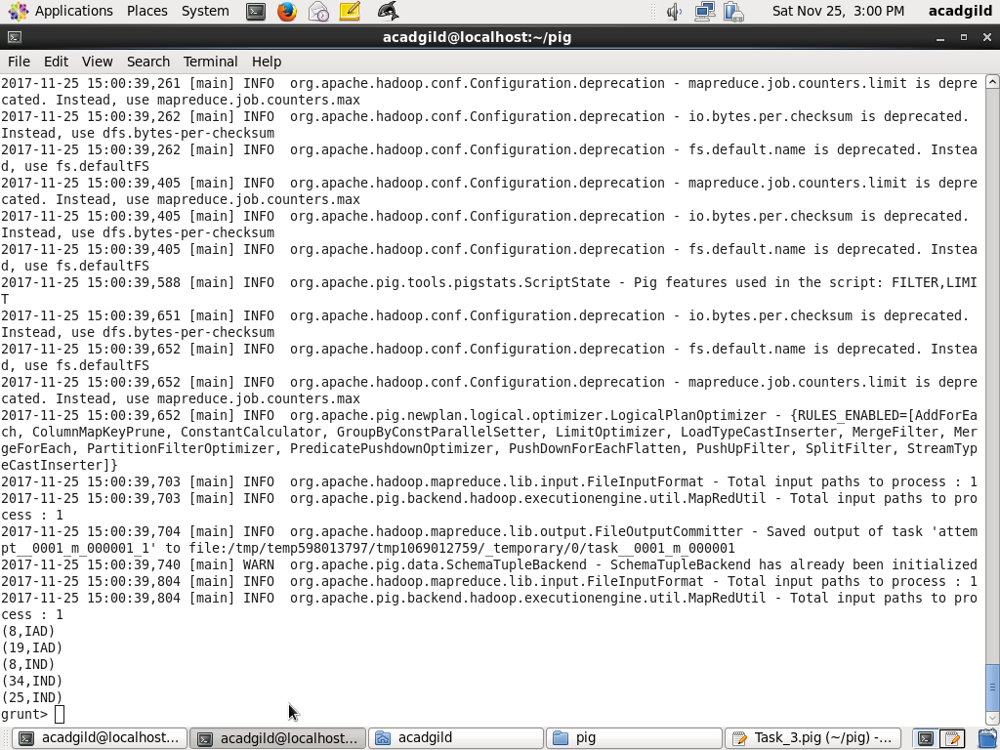 Applications Places System Sat Nov 25, 3:00 PM acadgild
acadgild@localhost:~/pig
File Edit View Search Terminal Help
2017-11-25 15:00:39,261 [main] INFO  org.apache.hadoop.conf.Configuration.deprecation - mapreduce.job.counters.limit is depre
cated. Instead, use mapreduce.job.counters.max
2017-11-25 15:00:39,262 [main] INFO  org.apache.hadoop.conf.Configuration.deprecation - io.bytes.per.checksum is deprecated.
Instead, use dfs.bytes-per-checksum
2017-11-25 15:00:39,262 [main] INFO  org.apache.hadoop.conf.Configuration.deprecation - fs.default.name is deprecated. Instea
d, use fs.defaultFS
2017-11-25 15:00:39,405 [main] INFO  org.apache.hadoop.conf.Configuration.deprecation - mapreduce.job.counters.limit is depre
cated. Instead, use mapreduce.job.counters.max
2017-11-25 15:00:39,405 [main] INFO  org.apache.hadoop.conf.Configuration.deprecation - io.bytes.per.checksum is deprecated.
Instead, use dfs.bytes-per-checksum
2017-11-25 15:00:39,405 [main] INFO  org.apache.hadoop.conf.Configuration.deprecation - fs.default.name is deprecated. Instea
d, use fs.defaultFS
2017-11-25 15:00:39,588 [main] INFO  org.apache.pig.tools.pigstats.ScriptState - Pig features used in the script: FILTER,LIMI
T
2017-11-25 15:00:39,651 [main] INFO  org.apache.hadoop.conf.Configuration.deprecation - io.bytes.per.checksum is deprecated.
Instead, use dfs.bytes-per-checksum
2017-11-25 15:00:39,652 [main] INFO  org.apache.hadoop.conf.Configuration.deprecation - fs.default.name is deprecated. Instea
d, use fs.defaultFS
2017-11-25 15:00:39,652 [main] INFO  org.apache.hadoop.conf.Configuration.deprecation - mapreduce.job.counters.limit is depre
cated. Instead, use mapreduce.job.counters.max
2017-11-25 15:00:39,652 [main] INFO  org.apache.pig.newplan.logical.optimizer.LogicalPlanOptimizer - {RULES_ENABLED=[AddForEa
ch, ColumnMapKeyPrune, ConstantCalculator, GroupByConstParallelSetter, LimitOptimizer, LoadTypeCastInserter, MergeFilter, Mer
geForEach, PartitionFilterOptimizer, PredicatePushdownOptimizer, PushDownForEachFlatten, PushUpFilter, SplitFilter, StreamTyp
eCastInserter]}
2017-11-25 15:00:39,703 [main] INFO  org.apache.hadoop.mapreduce.lib.input.FileInputFormat - Total input paths to process : 1
2017-11-25 15:00:39,703 [main] INFO  org.apache.pig.backend.hadoop.executionengine.util.MapRedUtil - Total input paths to pro
cess : 1
2017-11-25 15:00:39,704 [main] INFO  org.apache.hadoop.mapreduce.lib.output.FileOutputCommitter - Saved output of task 'attem
pt__0001_m_000001_1' to file:/tmp/temp598013797/tmp1069012759/_temporary/0/task__0001_m_000001
2017-11-25 15:00:39,740 [main] WARN  org.apache.pig.data.SchemaTupleBackend - SchemaTupleBackend has already been initialized
2017-11-25 15:00:39,804 [main] INFO  org.apache.hadoop.mapreduce.lib.input.FileInputFormat - Total input paths to process : 1
2017-11-25 15:00:39,804 [main] INFO  org.apache.pig.backend.hadoop.executionengine.util.MapRedUtil - Total input paths to pro
cess : 1
(8,IAD)
(19,IAD)
(8,IND)
(34,IND)
(25,IND)
grunt>
acadgild@localhost... acadgild@localhost... acadgild pig Task_3.pig (~/pig) -...